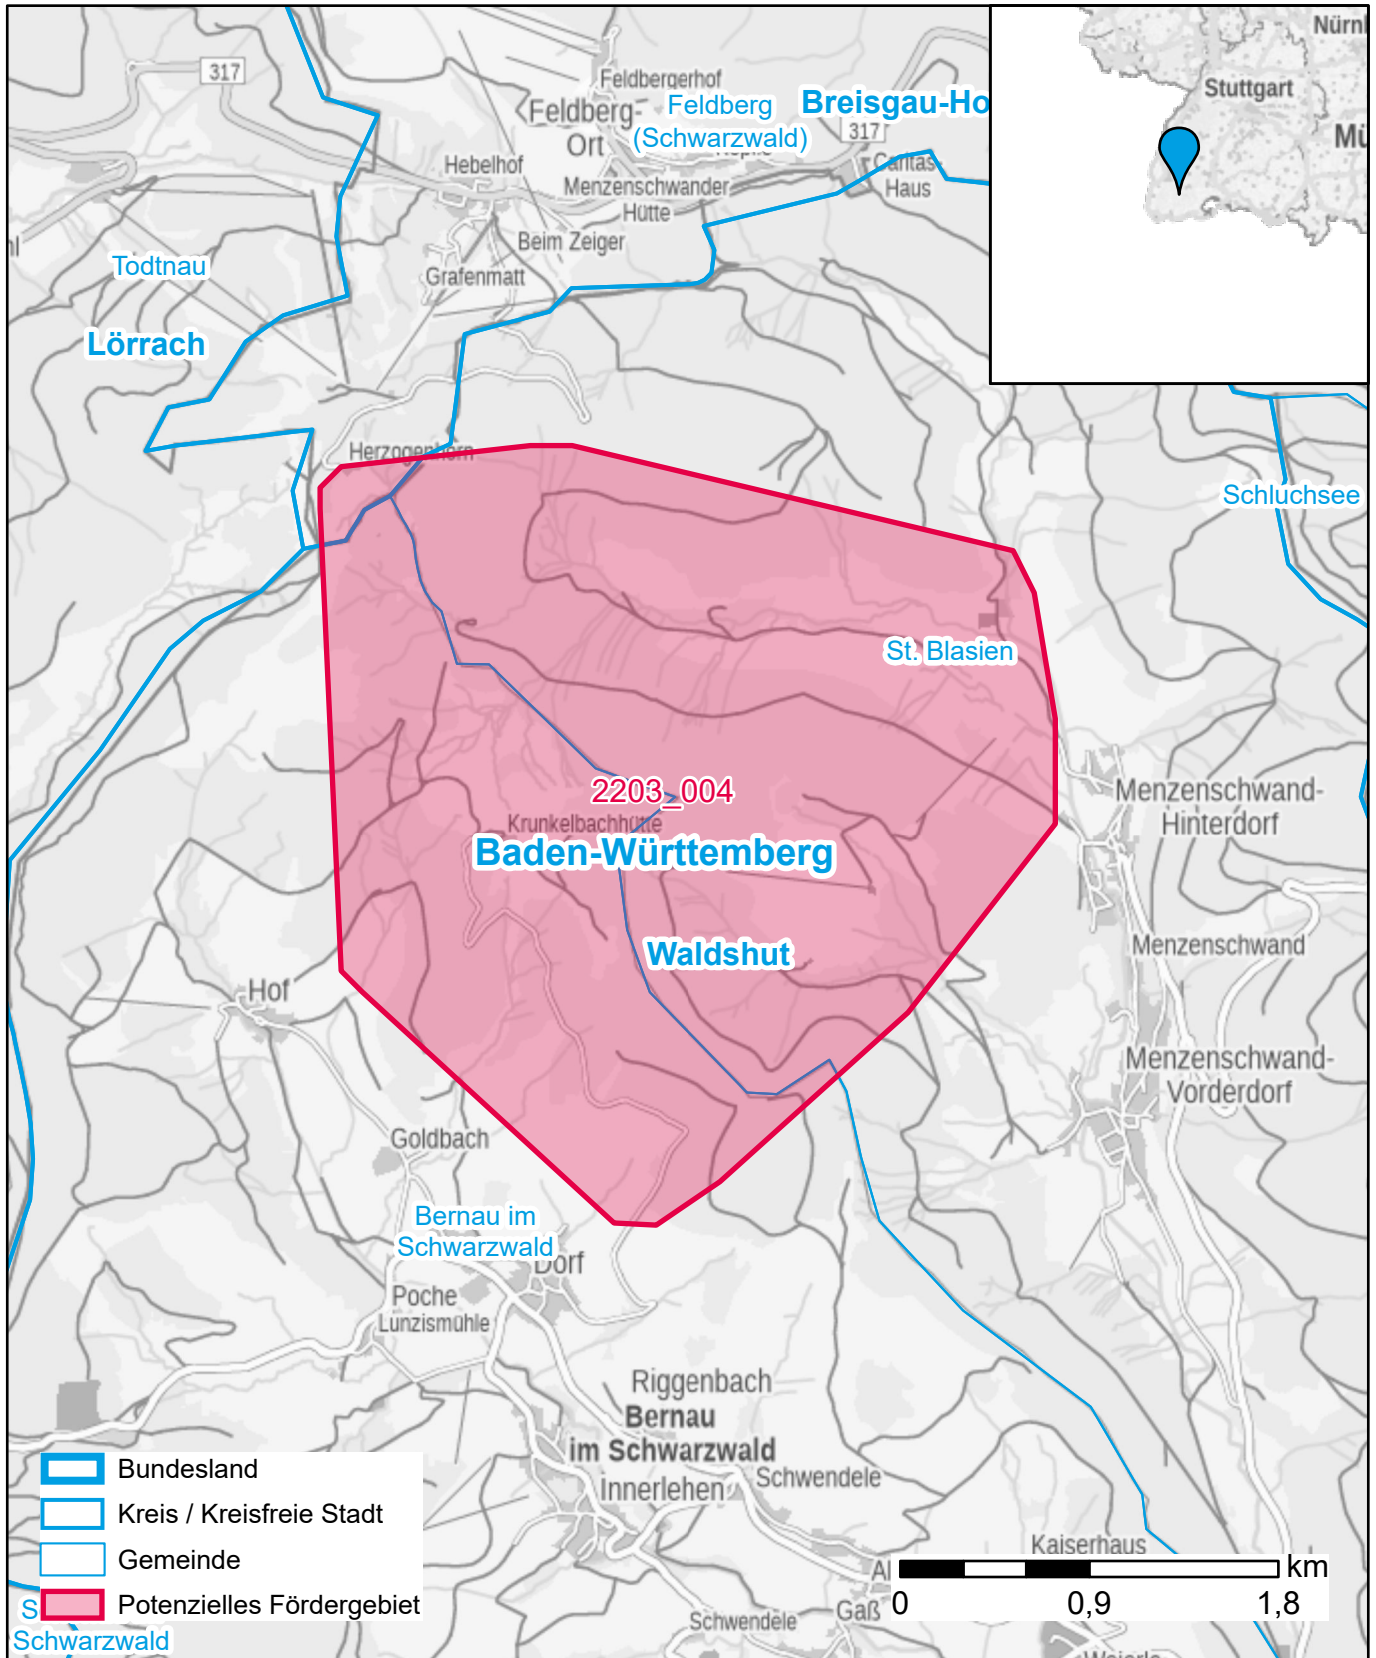 317
Feldbergerhof
Feldberg-
Ort
Feldberg
(Schwarzwald)
Breisgau-Ho
317
Caritas-
Haus
Hebelhof
Menzenschwander
Hütte
Beim Zeiger
Grafenmatt
Todtnau
Lörrach
Nürnl
Stuttgart
Mü
Herzogenhorn
Schluchsee
St. Blasien
2203_004
Krunkelbachhütte
Baden-Württemberg
Waldshut
Menzenschwand-
Hinterdorf
Menzenschwand
Menzenschwand-
Vorderdorf
Hof
Goldbach
Bernau im
Schwarzwald
Dorf
Poche
Lunzismühle
Riggenbach
Bernau
im Schwarzwald
Innerlehen
Schwendele
Kaiserhaus
Schwendele
Gaß
Bundesland
Kreis / Kreisfreie Stadt
Gemeinde
Potenzielles Fördergebiet
S
Schwarzwald
km
0 0,9 1,8